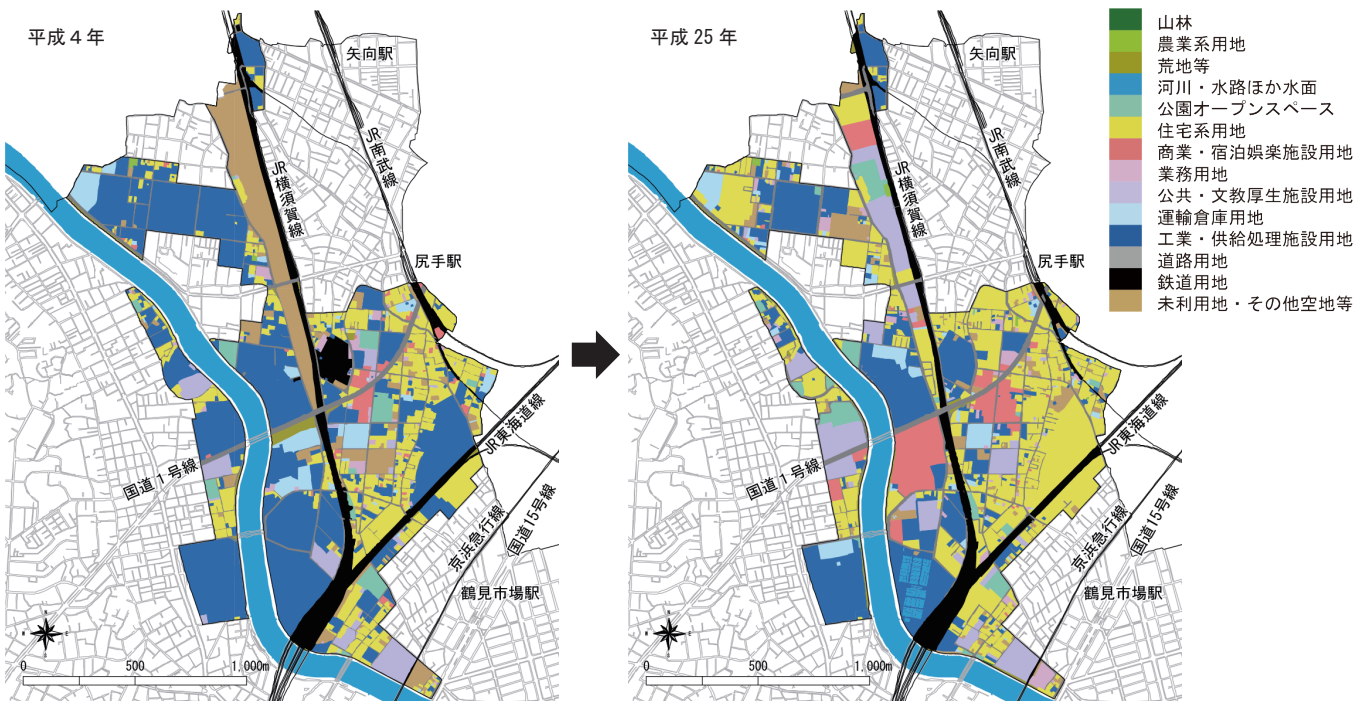 平成４年
矢向駅
JR南武線
JR横須賀線
尻手駅
JR東海道線
国道１号線
京浜急行線
国道15号線
鶴見市場駅
0 500 1,000m
平成 25 年
矢向駅
JR南武線
JR横須賀線
尻手駅
JR東海道線
国道１号線
京浜急行線
国道15号線
鶴見市場駅
0 500 1,000m
山林
農業系用地
荒地等
河川・水路ほか水面
公園オープンスペース
住宅系用地
商業・宿泊娯楽施設用地
業務用地
公共・文教厚生施設用地
運輸倉庫用地
工業・供給処理施設用地
道路用地
鉄道用地
未利用地・その他空地等